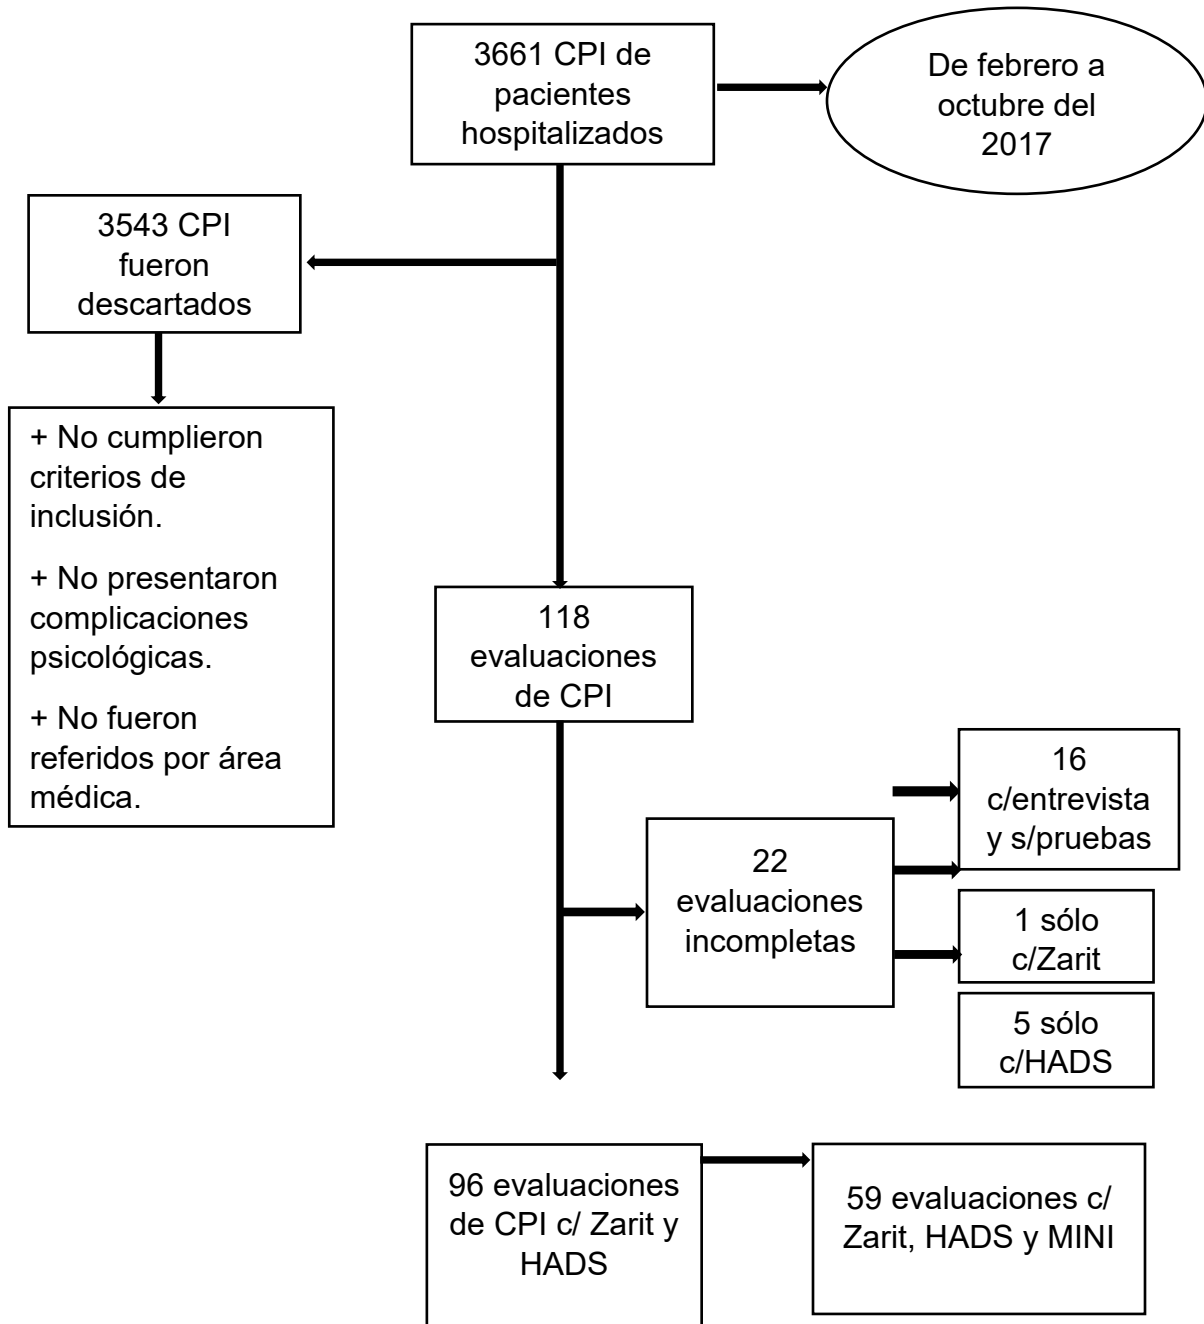 3661 CPI de
pacientes
hospitalizados
De febrero a
octubre del
2017
3543 CPI
fueron
descartados
+ No cumplieron
criterios de
inclusión.
+ No presentaron
complicaciones
psicológicas.
+ No fueron
referidos por área
médica.
118
evaluaciones
de CPI
22
evaluaciones
incompletas
16
c/entrevista
y s/pruebas
1 sólo
c/Zarit
5 sólo
c/HADS
96 evaluaciones
de CPI c/ Zarit y
HADS
59 evaluaciones c/
Zarit, HADS y MINI